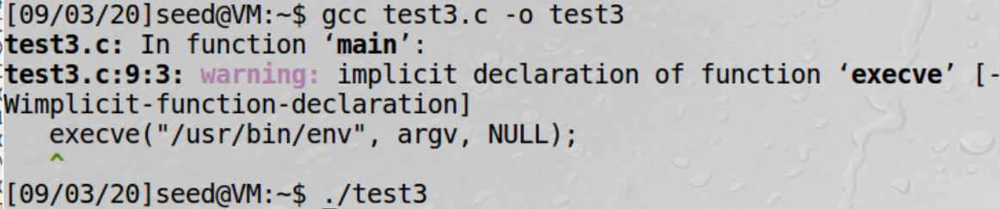 [09/03/20]seed@VM:~$ gcc test3.c -o test3
test3.c: In function ‘main’:
test3.c:9:3: warning: implicit declaration of function ‘execve’ [-
Wimplicit-function-declaration]
   execve("/usr/bin/env", argv, NULL);
   ^
[09/03/20]seed@VM:~$ ./test3